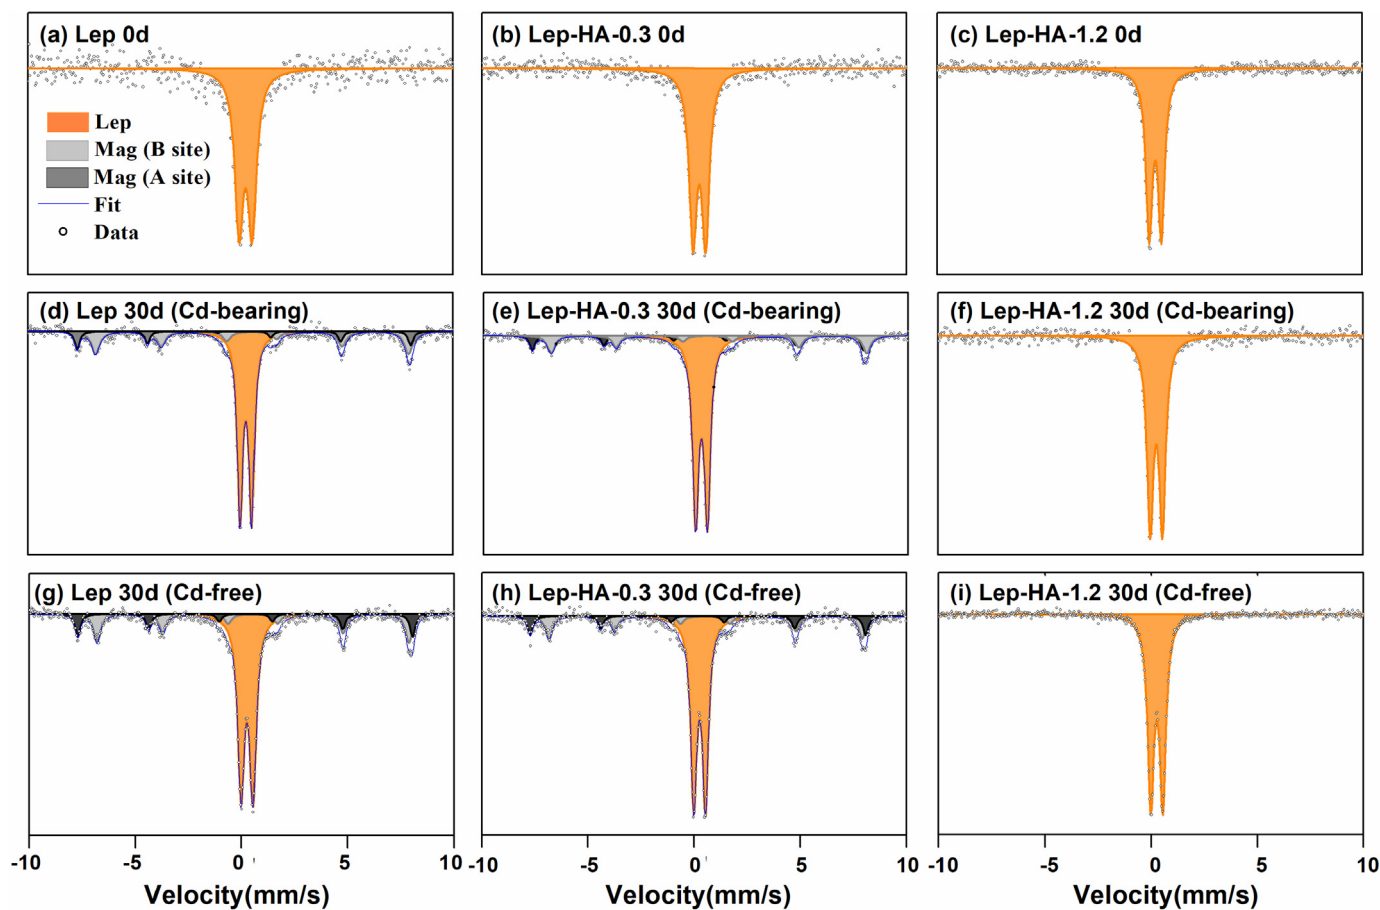 (a) Lep 0d
(b) Lep-HA-0.3 0d
(c) Lep-HA-1.2 0d
Lep
Mag (B site)
Mag (A site)
Fit
Data
(d) Lep 30d (Cd-bearing)
(e) Lep-HA-0.3 30d (Cd-bearing)
(f) Lep-HA-1.2 30d (Cd-bearing)
(g) Lep 30d (Cd-free)
(h) Lep-HA-0.3 30d (Cd-free)
(i) Lep-HA-1.2 30d (Cd-free)
-10 -5 0 5 10
-10 -5 0 5 10
-10 -5 0 5 10
Velocity(mm/s)
Velocity(mm/s)
Velocity(mm/s)